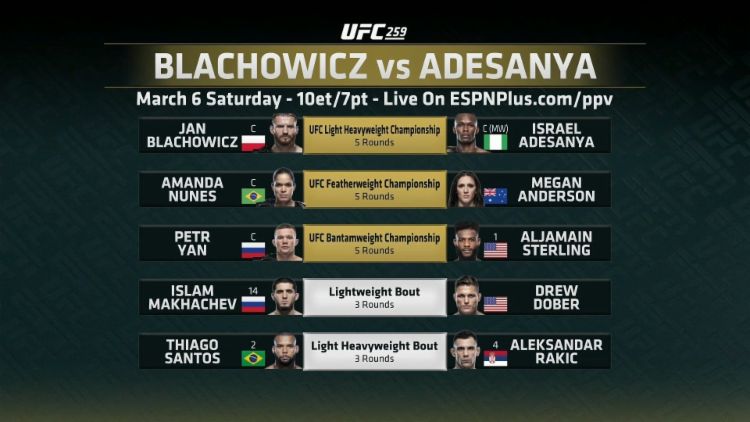 UFC 259
BLACHOWICZ vs ADESANYA
March 6 Saturday - 10et/7pt - Live On ESPNPlus.com/ppv
JAN BLACHOWICZ
C
UFC Light Heavyweight Championship
5 Rounds
C (MW)
ISRAEL ADESANYA
AMANDA NUNES
C
UFC Featherweight Championship
5 Rounds
MEGAN ANDERSON
PETR YAN
C
UFC Bantamweight Championship
5 Rounds
1
ALJAMAIN STERLING
ISLAM MAKHACHEV
14
Lightweight Bout
3 Rounds
DREW DOBER
THIAGO SANTOS
2
Light Heavyweight Bout
3 Rounds
4
ALEKSANDAR RAKIC